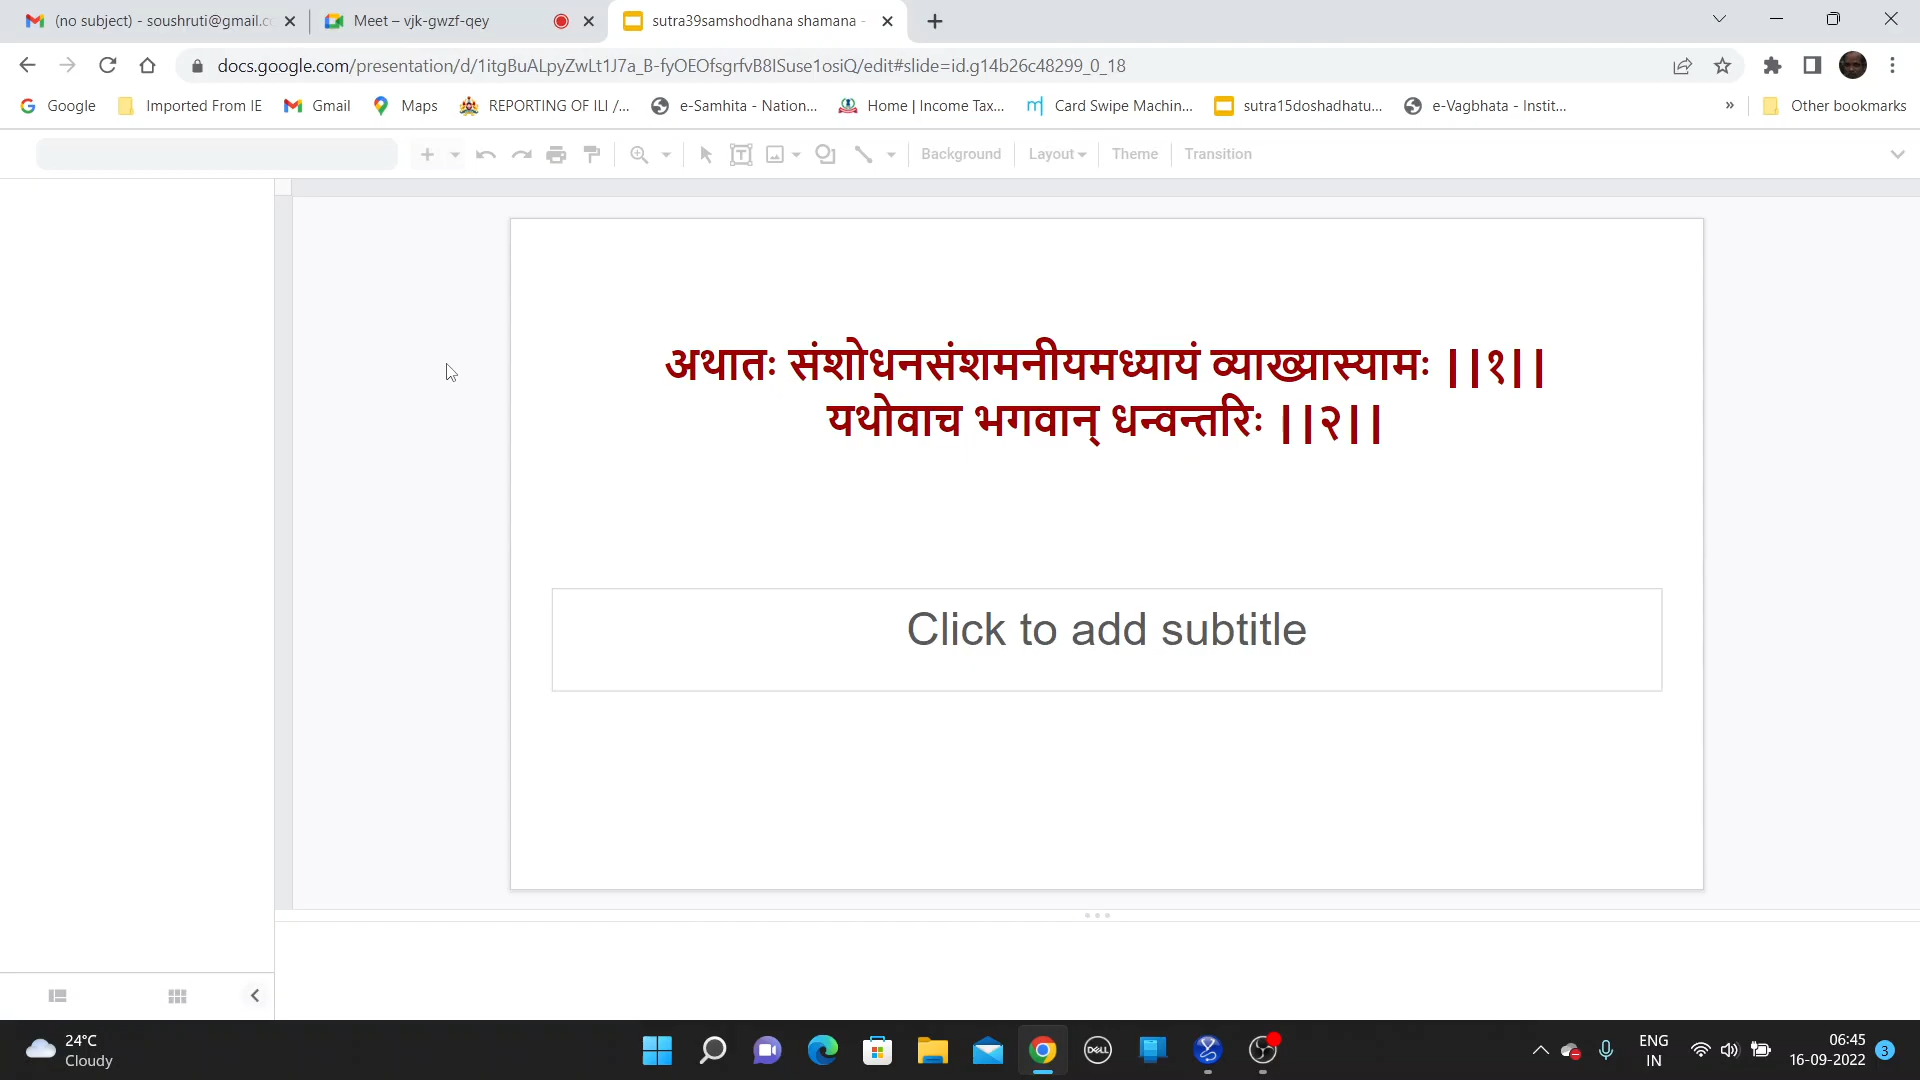 (no subject) - soushruti@gmail.c
Meet – vjk-gwzf-qey
sutra39samshodhana shamana -
docs.google.com/presentation/d/1itgBuALpyZwLt1J7a_B-fyOEOfsgrfvB8ISuse1osiQ/edit#slide=id.g14b26c48299_0_18
Google
Imported From IE
Gmail
Maps
REPORTING OF ILI /...
e-Samhita - Nation...
Home | Income Tax...
Card Swipe Machin...
sutra15doshadhatu...
e-Vagbhata - Instit...
»
Other bookmarks
Background
Layout
Theme
Transition
अथातः संशोधनसंशमनीयमध्यायं व्याख्यास्यामः ||१||
यथोवाच भगवान् धन्वन्तरिः ||२||
Click to add subtitle
24°C
Cloudy
DELL
ENG
IN
06:45
16-09-2022
3